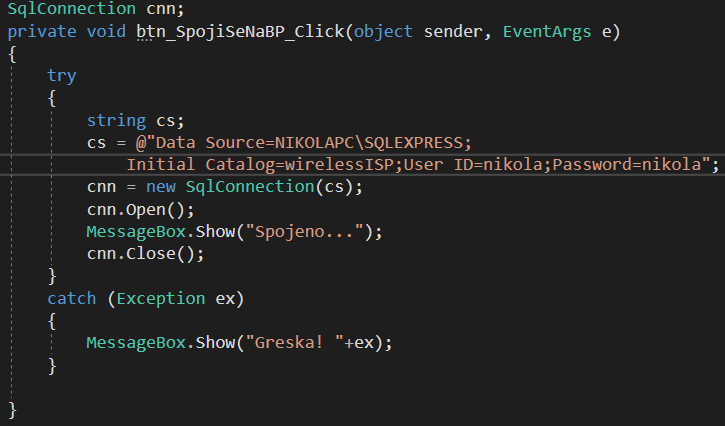 SqlConnection cnn;
private void btn_SpojiSeNaBP_Click(object sender, EventArgs e)
{
    try
    {
        string cs;
        cs = @"Data Source=NIKOLAPC\SQLEXPRESS;
            Initial Catalog=wirelessISP;User ID=nikola;Password=nikola";
        cnn = new SqlConnection(cs);
        cnn.Open();
        MessageBox.Show("Spojeno...");
        cnn.Close();
    }
    catch (Exception ex)
    {
        MessageBox.Show("Greska! "+ex);
    }
}